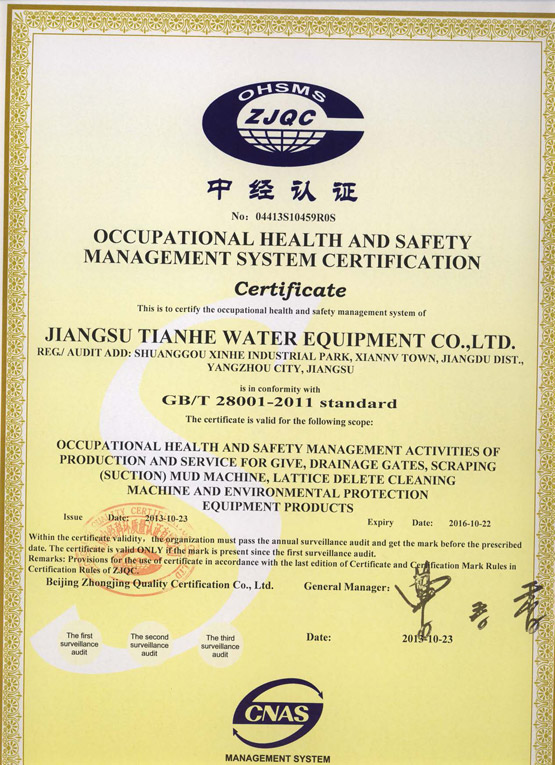 OHSMS
ZJQC
中经认证
No: 04413S10459R0S
OCCUPATIONAL HEALTH AND SAFETY
MANAGEMENT SYSTEM CERTIFICATION
Certificate
This is to certify the occupational health and safety management system of
JIANGSU TIANHE WATER EQUIPMENT CO.,LTD.
REG./ AUDIT ADD: SHUANGGOU XINHE INDUSTRIAL PARK, XIANNV TOWN, JIANGDU DIST.,
YANGZHOU CITY, JIANGSU
is in conformity with
GB/T 28001-2011 standard
The certificate is valid for the following scope:
OCCUPATIONAL HEALTH AND SAFETY MANAGEMENT ACTIVITIES OF
PRODUCTION AND SERVICE FOR GIVE, DRAINAGE GATES, SCRAPING
(SUCTION) MUD MACHINE, LATTICE DELETE CLEANING
MACHINE AND ENVIRONMENTAL PROTECTION
EQUIPMENT PRODUCTS
Issue Date: 2013-10-23
Expiry Date: 2016-10-22
Within the certificate validity，the organization must pass the annual surveillance audit and get the mark before the prescribed
date. The certificate is valid ONLY if the mark is present since the first surveillance audit.
Remarks: Provisions for the use of certificate in accordance with the last edition of Certificate and Certification Mark Rules in
Certification Rules of ZJQC.
Beijing Zhongjing Quality Certification Co., Ltd. General Manager:
The first
surveillance
audit
The second
surveillance
audit
The third
surveillance
audit
Date: 2013-10-23
CNAS
MANAGEMENT SYSTEM